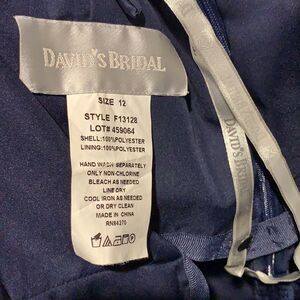 DAVID'S BRIDAL
SIZE 12
STYLE F13128
LOT# 459064
SHELL:100%POLYESTER
LINING:100%POLYESTER
HAND WASH SEPARATELY
ONLY NON-CHLORINE
BLEACH AS NEEDED
LINE DRY
COOL IRON AS NEEDED
OR DRY CLEAN
MADE IN CHINA
RN94270
DAVID'S BRIDAL